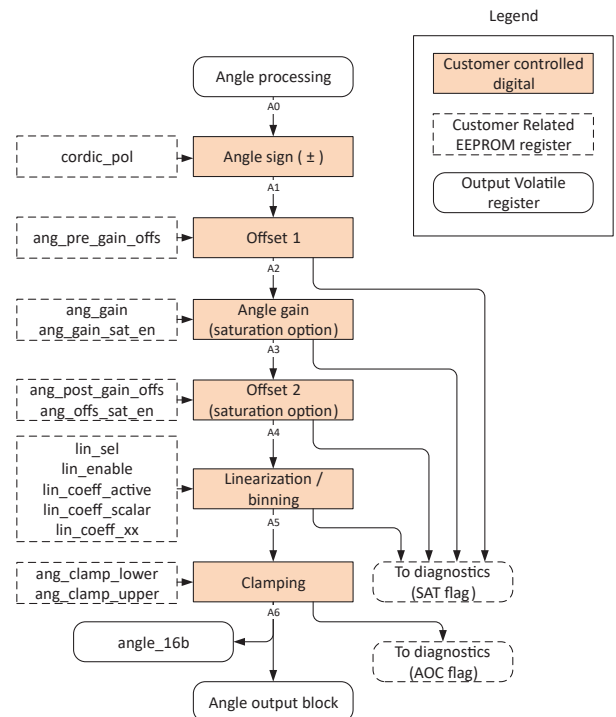 Legend
Customer controlled
digital
Customer Related
EEPROM register
Output Volatile
register
Angle processing
A0
cordic_pol
Angle sign ( ± )
A1
ang_pre_gain_offs
Offset 1
A2
ang_gain
ang_gain_sat_en
Angle gain
(saturation option)
A3
ang_post_gain_offs
ang_offs_sat_en
Offset 2
(saturation option)
A4
lin_sel
lin_enable
lin_coeff_active
lin_coeff_scalar
lin_coeff_xx
Linearization /
binning
A5
To diagnostics
(SAT flag)
ang_clamp_lower
ang_clamp_upper
Clamping
A6
angle_16b
To diagnostics
(AOC flag)
Angle output block